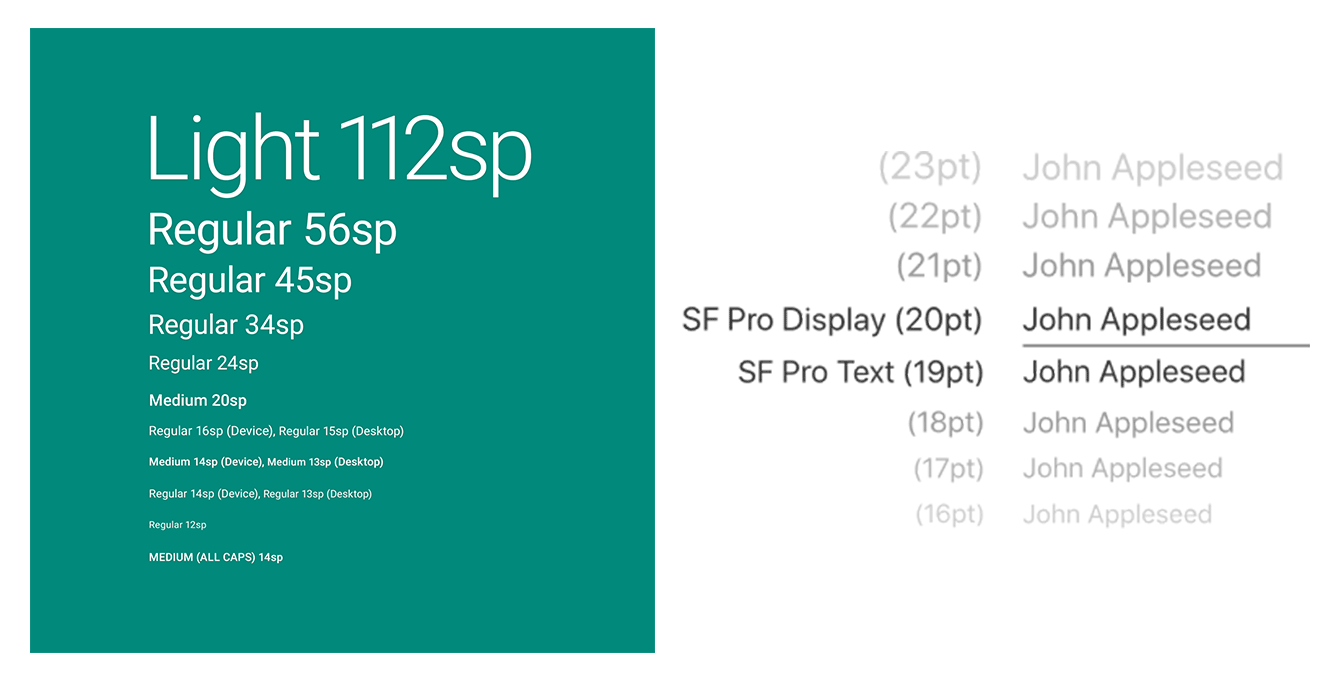 Light 112sp
Regular 56sp
Regular 45sp
Regular 34sp
Regular 24sp
Medium 20sp
Regular 16sp (Device), Regular 15sp (Desktop)
Medium 14sp (Device), Medium 13sp (Desktop)
Regular 14sp (Device), Regular 13sp (Desktop)
Regular 12sp
MEDIUM (ALL CAPS) 14sp
(23pt) John Appleseed
(22pt) John Appleseed
(21pt) John Appleseed
SF Pro Display (20pt) John Appleseed
SF Pro Text (19pt) John Appleseed
(18pt) John Appleseed
(17pt) John Appleseed
(16pt) John Appleseed